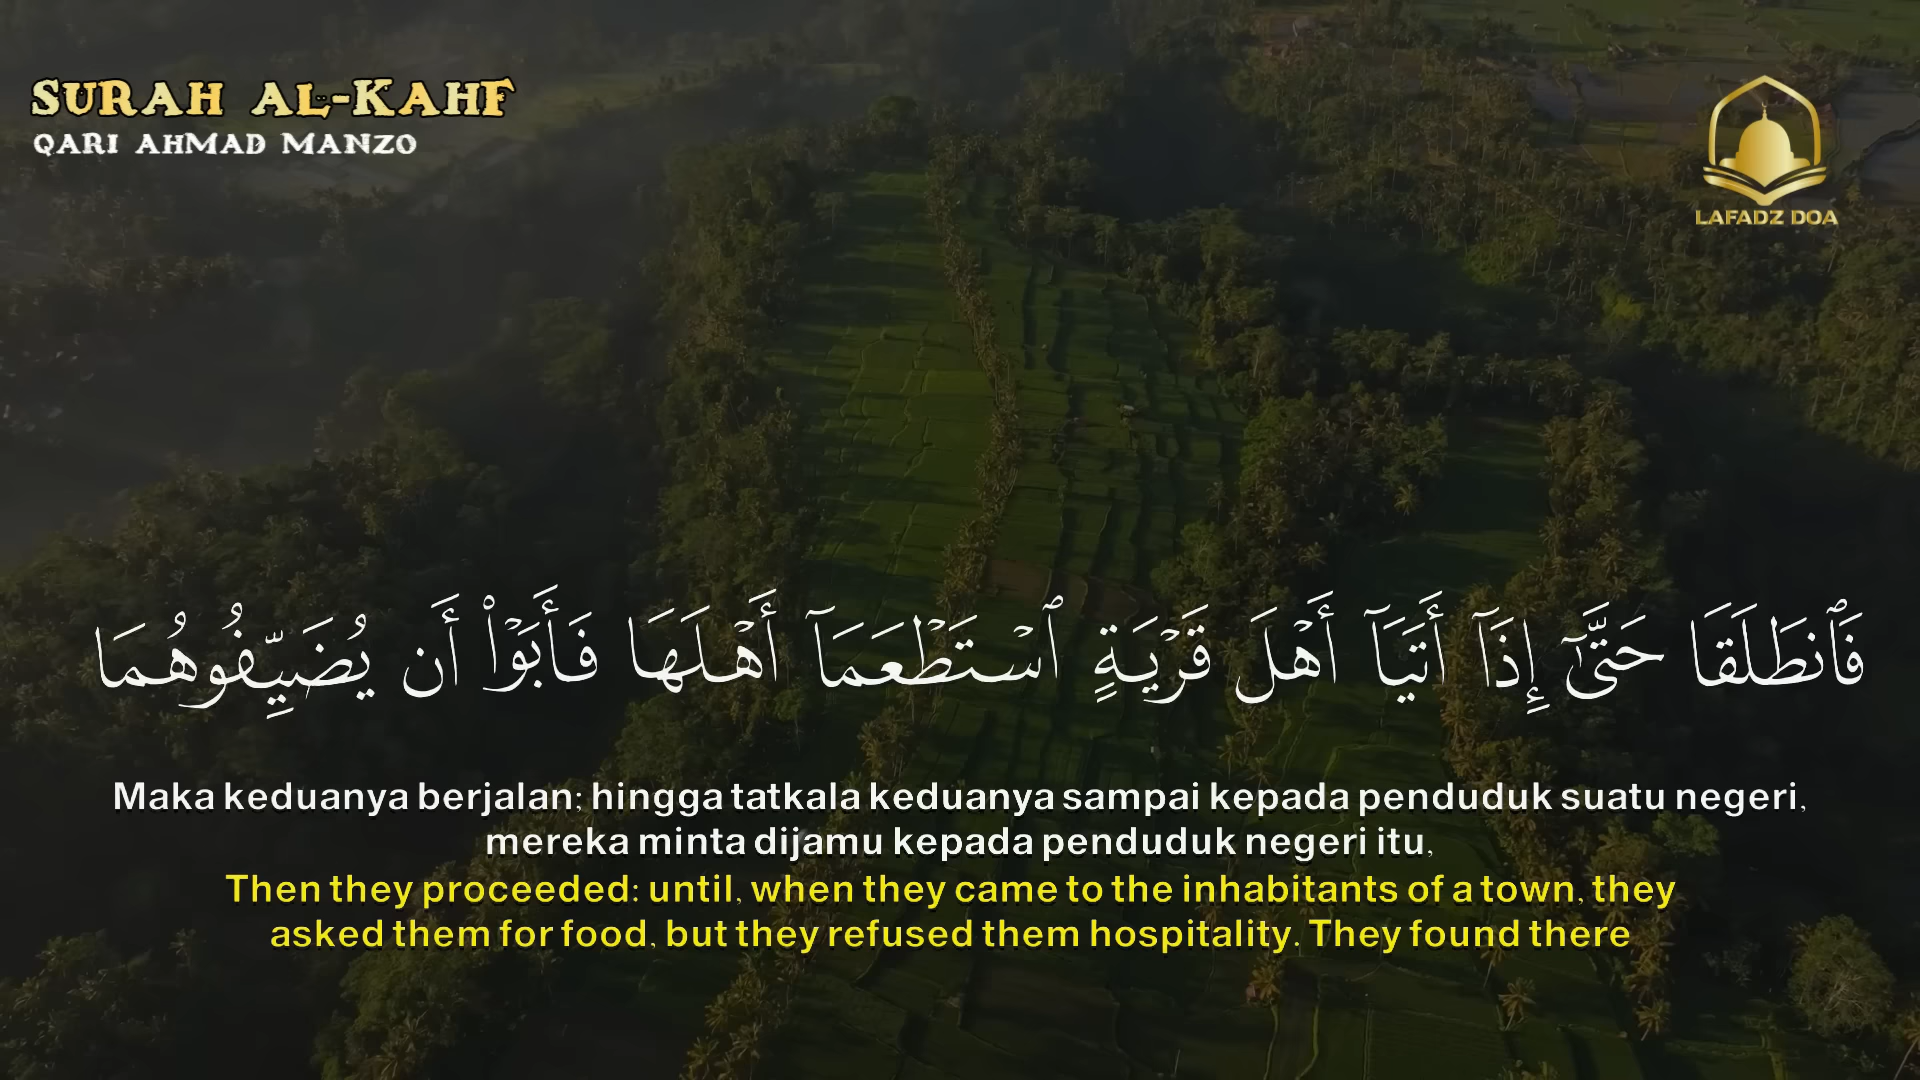 SURAH AL-KAHF
QARI AHMAD MANZO
LAFADZ DOA
فَٱنطَلَقَا حَتَّىٰٓ إِذَآ أَتَيَآ أَهْلَ قَرْيَةٍ ٱسْتَطْعَمَآ أَهْلَهَا فَأَبَوْا۟ أَن يُضَيِّفُوهُمَا
Maka keduanya berjalan; hingga tatkala keduanya sampai kepada penduduk suatu negeri,
mereka minta dijamu kepada penduduk negeri itu,
Then they proceeded: until, when they came to the inhabitants of a town, they
asked them for food, but they refused them hospitality. They found there